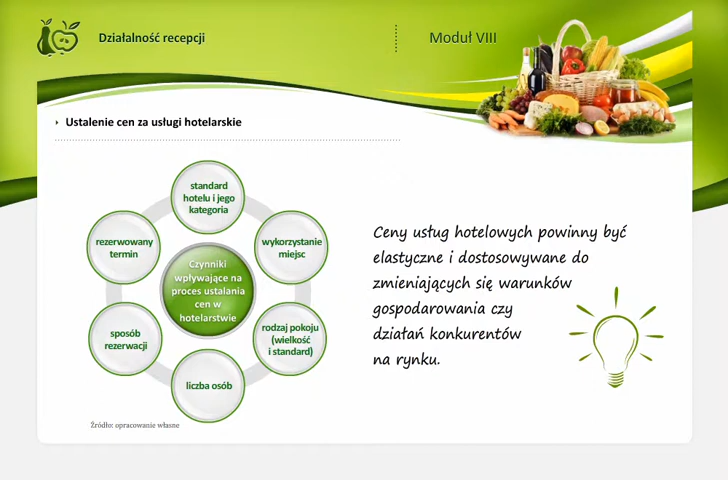 Działalność recepcji
Moduł VIII
Ustalenie cen za usługi hotelarskie
standard
hotelu i jego
kategoria
rezerwowany
termin
wykorzystanie
miejsc
Czynniki
wpływające na
proces ustalania
cen w
hotelarstwie
sposób
rezerwacji
rodzaj pokoju
(wielkość
i standard)
liczba osób
Źródło: opracowanie własne
Ceny usług hotelowych powinny być
elastyczne i dostosowywane do
zmieniających się warunków
gospodarowania czy
działań konkurentów
na rynku.